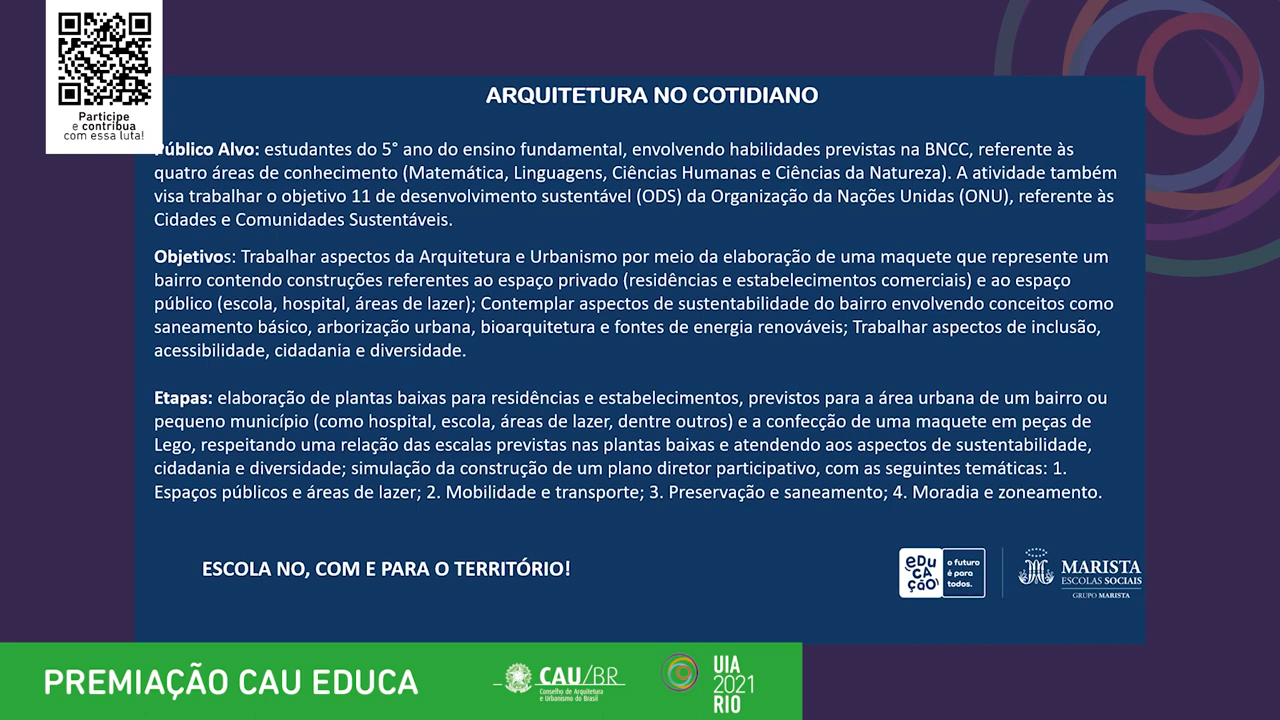 Participe
e contribua
com essa luta!
ARQUITETURA NO COTIDIANO
Público Alvo: estudantes do 5° ano do ensino fundamental, envolvendo habilidades previstas na BNCC, referente às
quatro áreas de conhecimento (Matemática, Linguagens, Ciências Humanas e Ciências da Natureza). A atividade também
visa trabalhar o objetivo 11 de desenvolvimento sustentável (ODS) da Organização da Nações Unidas (ONU), referente às
Cidades e Comunidades Sustentáveis.
Objetivos: Trabalhar aspectos da Arquitetura e Urbanismo por meio da elaboração de uma maquete que represente um
bairro contendo construções referentes ao espaço privado (residências e estabelecimentos comerciais) e ao espaço
público (escola, hospital, áreas de lazer); Contemplar aspectos de sustentabilidade do bairro envolvendo conceitos como
saneamento básico, arborização urbana, bioarquitetura e fontes de energia renováveis; Trabalhar aspectos de inclusão,
acessibilidade, cidadania e diversidade.
Etapas: elaboração de plantas baixas para residências e estabelecimentos, previstos para a área urbana de um bairro ou
pequeno município (como hospital, escola, áreas de lazer, dentre outros) e a confecção de uma maquete em peças de
Lego, respeitando uma relação das escalas previstas nas plantas baixas e atendendo aos aspectos de sustentabilidade,
cidadania e diversidade; simulação da construção de um plano diretor participativo, com as seguintes temáticas: 1.
Espaços públicos e áreas de lazer; 2. Mobilidade e transporte; 3. Preservação e saneamento; 4. Moradia e zoneamento.
ESCOLA NO, COM E PARA O TERRITÓRIO!
eDu
CA
ção
o futuro
é para
todos.
MARISTA
ESCOLAS SOCIAIS
GRUPO MARISTA
PREMIAÇÃO CAU EDUCA
CAU/BR
Conselho de Arquitetura
e Urbanismo do Brasil
UIA
2021
RIO